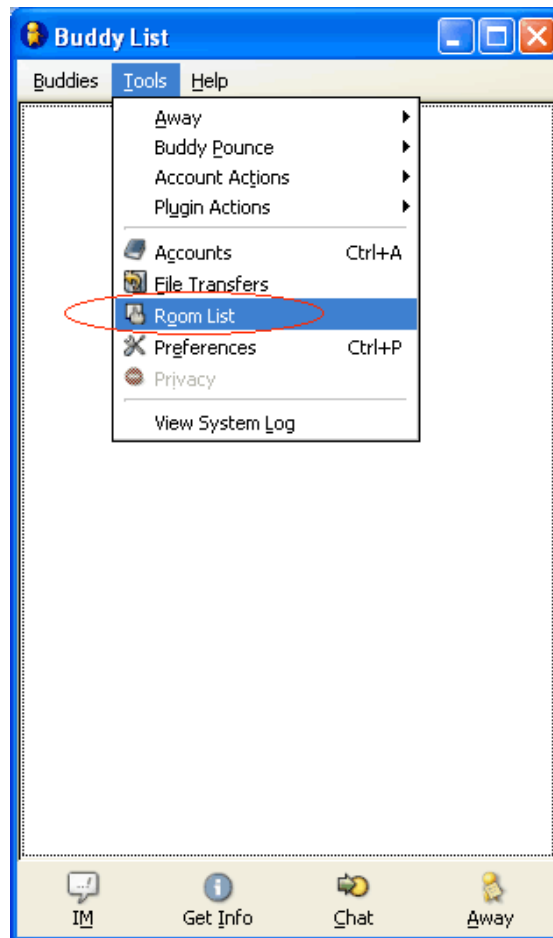 Buddy List
Buddies Tools Help
Away
Buddy Pounce
Account Actions
Plugin Actions
Accounts Ctrl+A
File Transfers
Room List
Preferences Ctrl+P
Privacy
View System Log
IM Get Info Chat Away